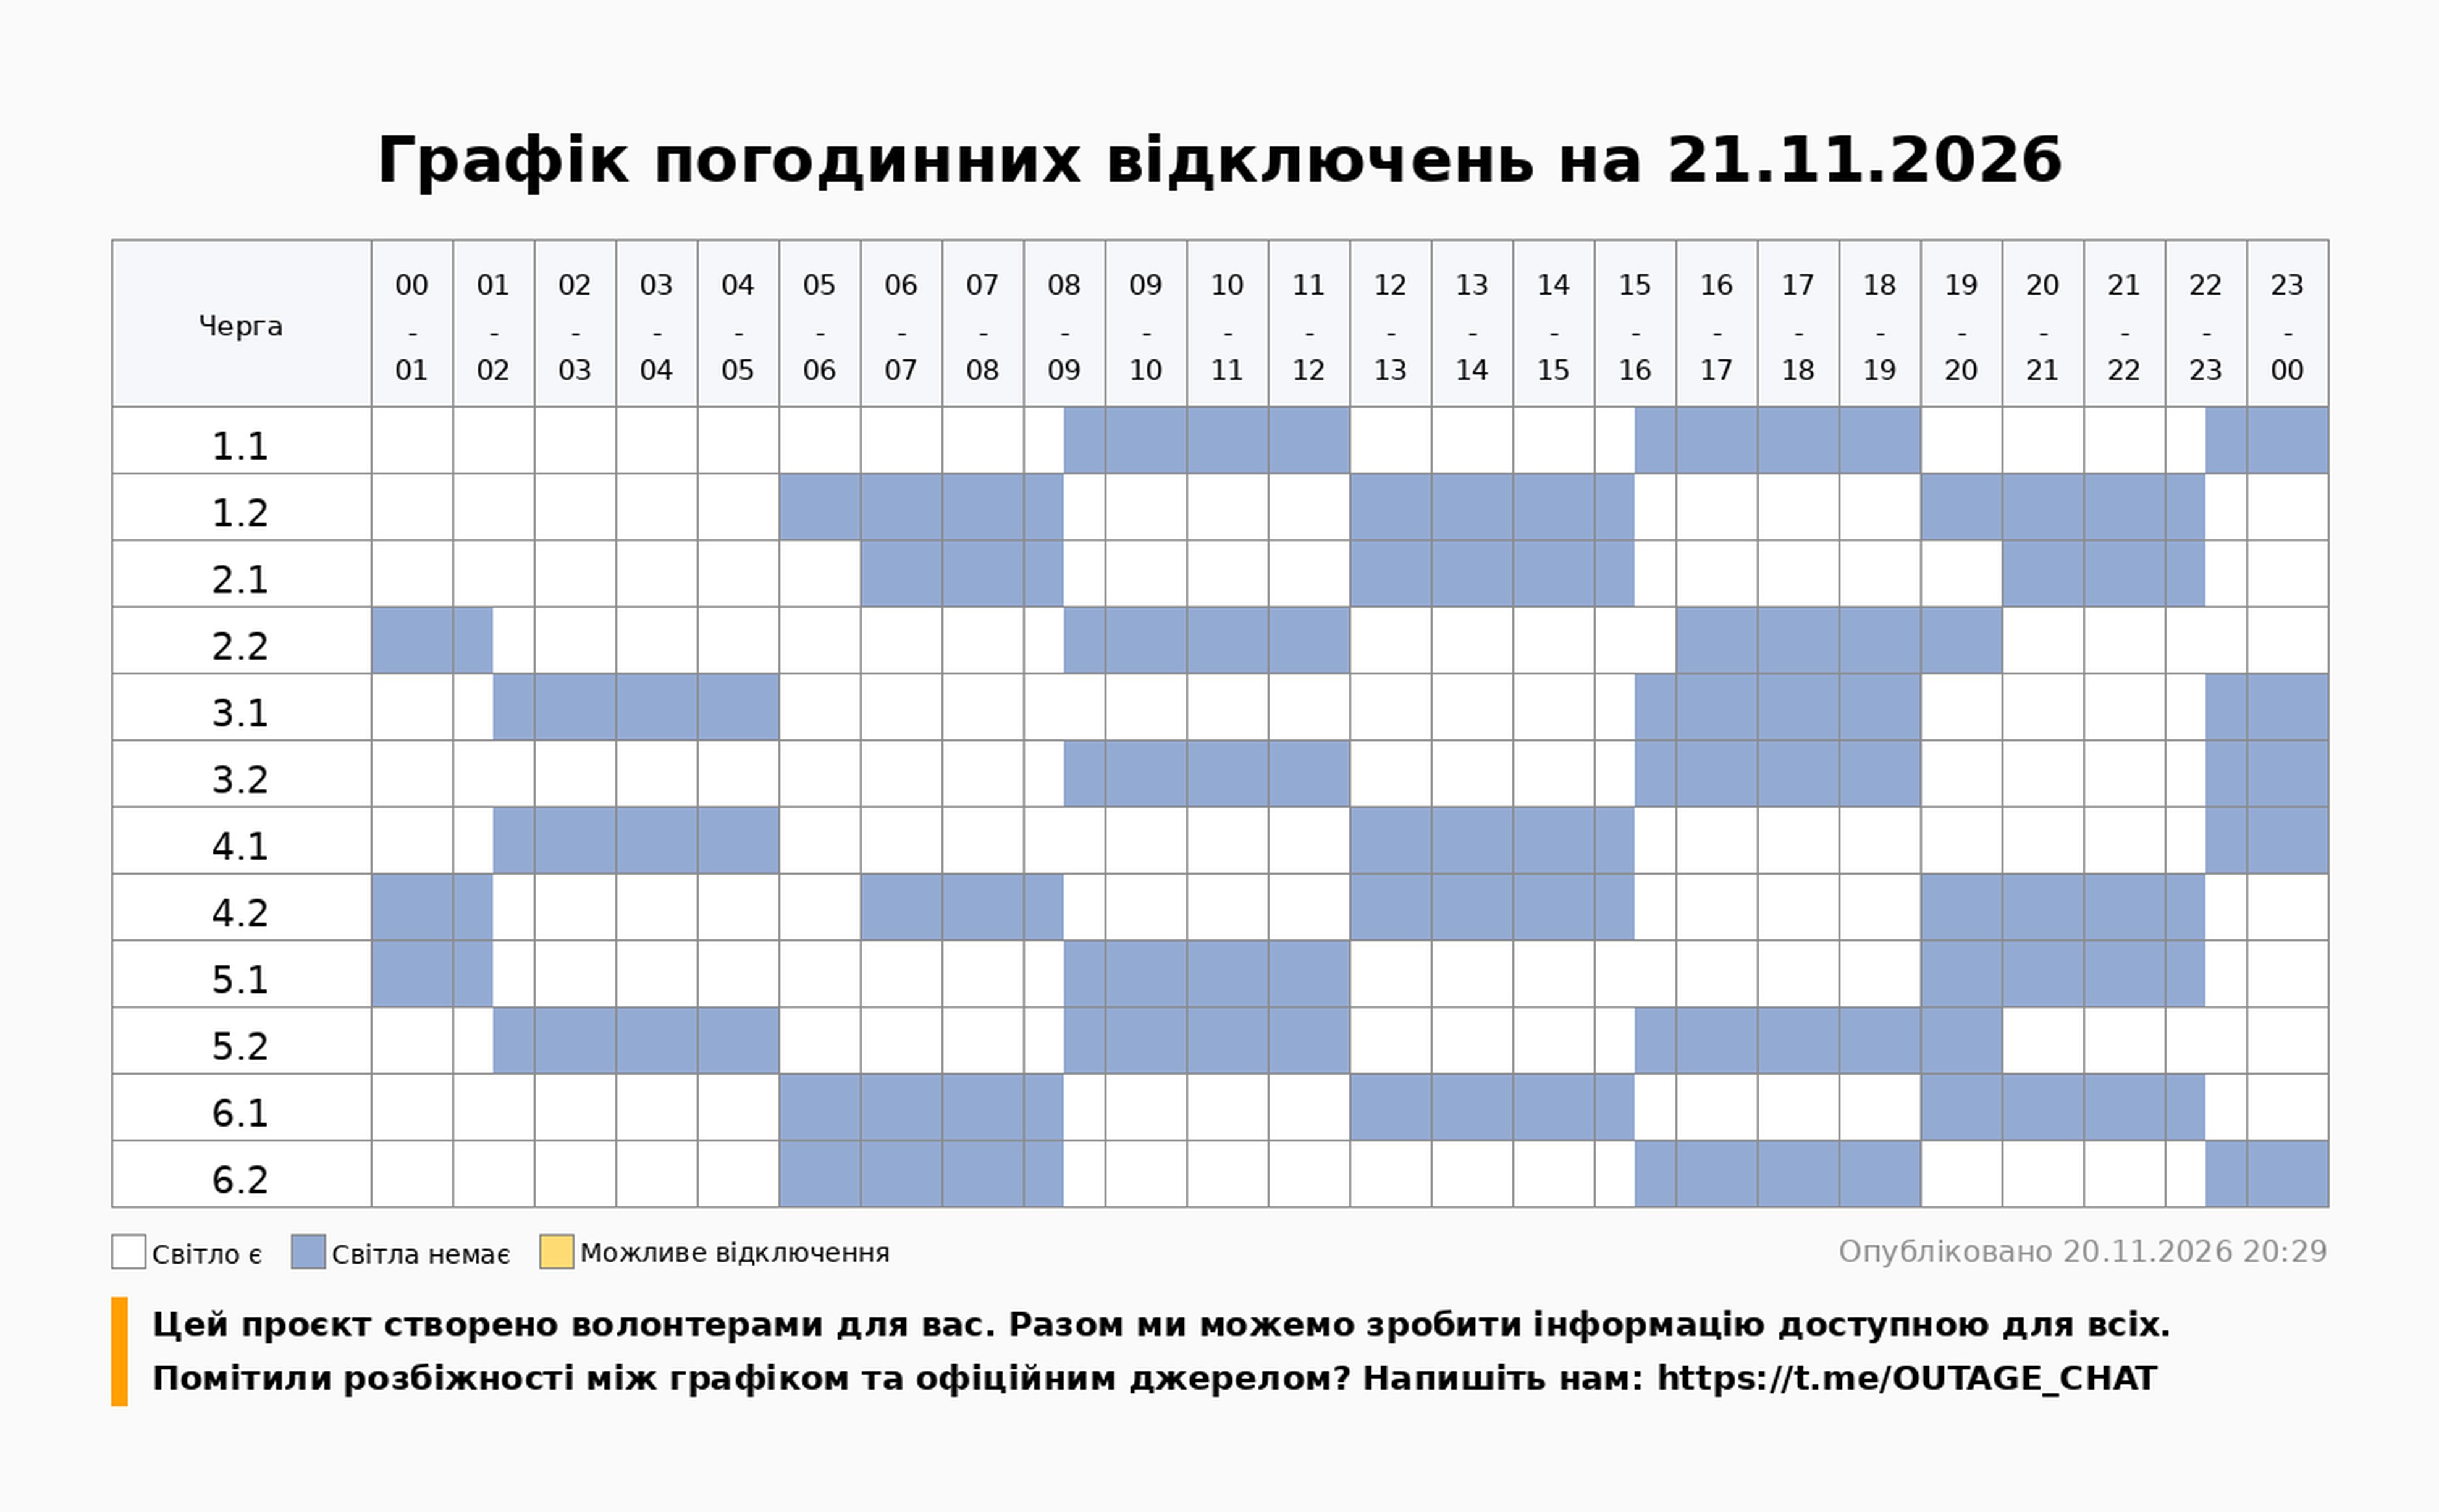 Графік погодинних відключень на 21.11.2026
Черга 00 - 01 01 - 02 02 - 03 03 - 04 04 - 05 05 - 06 06 - 07 07 - 08 08 - 09 09 - 10 10 - 11 11 - 12 12 - 13 13 - 14 14 - 15 15 - 16 16 - 17 17 - 18 18 - 19 19 - 20 20 - 21 21 - 22 22 - 23 23 - 00
1.1
1.2
2.1
2.2
3.1
3.2
4.1
4.2
5.1
5.2
6.1
6.2
Світло є Світла немає Можливе відключення Опубліковано 20.11.2026 20:29
Цей проєкт створено волонтерами для вас. Разом ми можемо зробити інформацію доступною для всіх.
Помітили розбіжності між графіком та офіційним джерелом? Напишіть нам: https://t.me/OUTAGE_CHAT